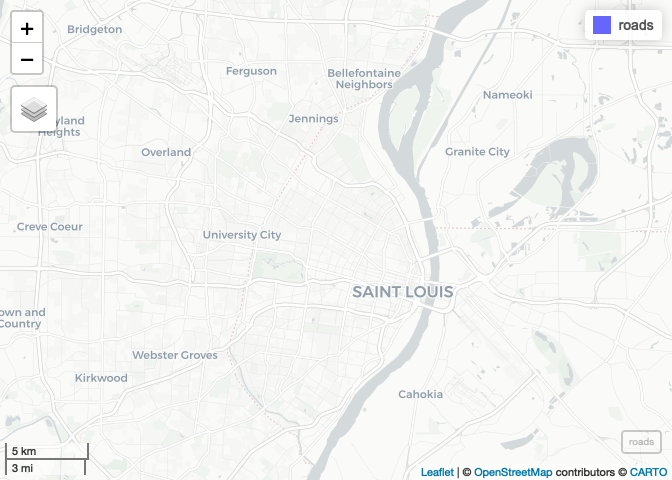 +
Bridgeton
roads
−
Ferguson
Bellefontaine
Neighbors
Nameoki
Jennings
yland
Heights
Overland
Granite City
Creve Coeur
University City
SAINT LOUIS
own and
Country
Webster Groves
Kirkwood
Cahokia
roads
5 km
3 mi
Leaflet | © OpenStreetMap contributors © CARTO